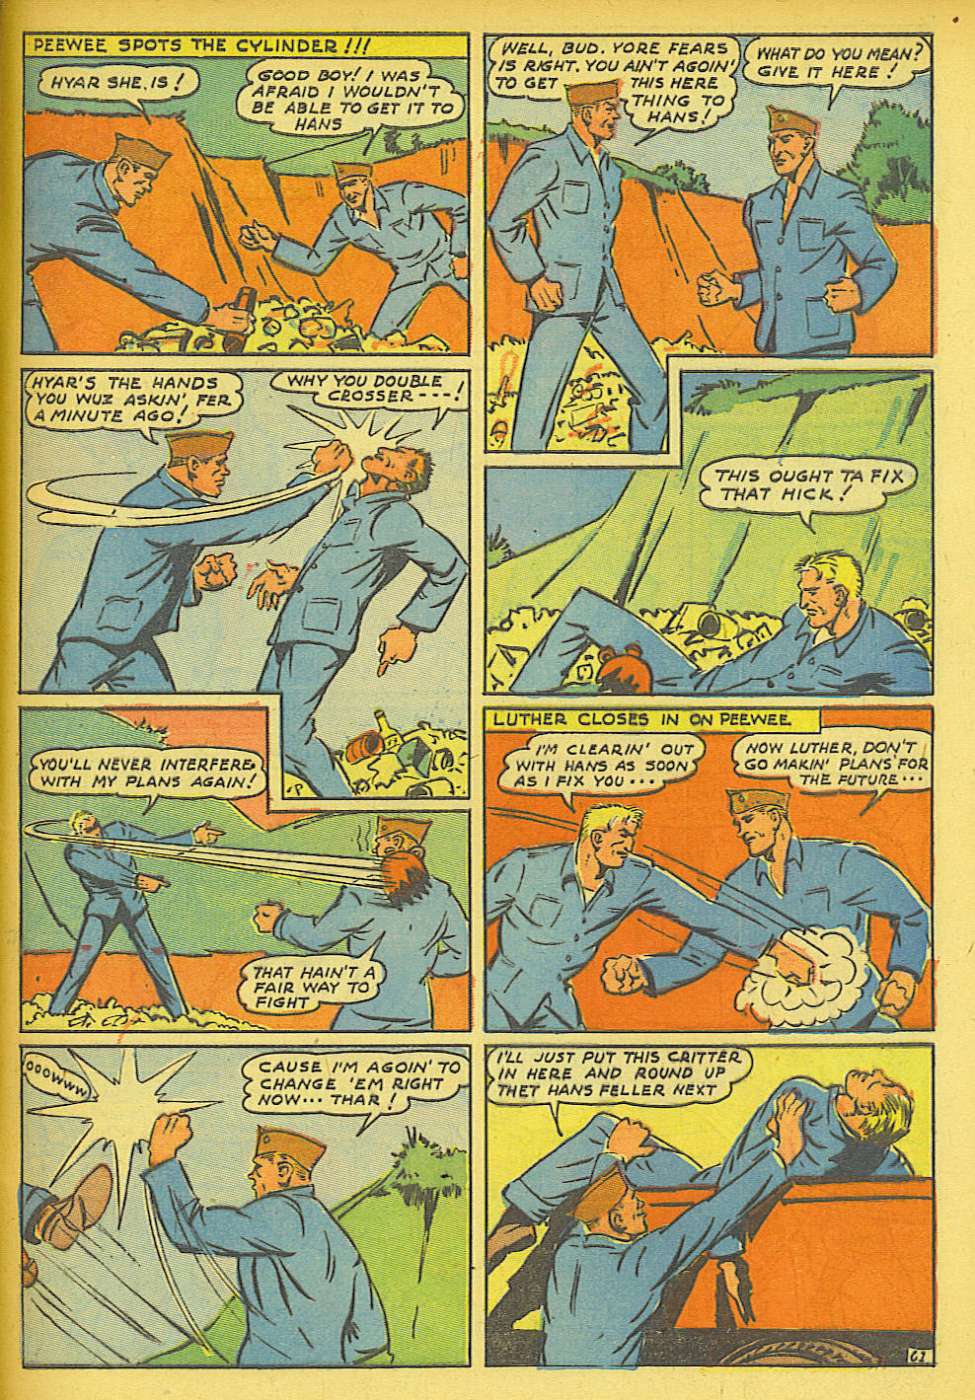 PEEWEE SPOTS THE CYLINDER!!!
HYAR SHE IS!
GOOD BOY! I WAS
AFRAID I WOULDN'T
BE ABLE TO GET IT TO
HANS
WELL, BUD. YORE FEARS
IS RIGHT. YOU AIN'T AGOIN'
TO GET THIS HERE
THING TO
HANS!
WHAT DO YOU MEAN?
GIVE IT HERE!
HYAR'S THE HANDS
YOU WUZ ASKIN' FER
A MINUTE AGO!
WHY YOU DOUBLE
CROSSER---!
THIS OUGHT TA FIX
THAT HICK!
YOU'LL NEVER INTERFERE
WITH MY PLANS AGAIN!
THAT HAIN'T A
FAIR WAY TO
FIGHT
LUTHER CLOSES IN ON PEEWEE
I'M CLEARIN' OUT
WITH HANS AS SOON
AS I FIX YOU...
NOW LUTHER, DON'T
GO MAKIN' PLANS FOR
THE FUTURE...
OOOWWW
CAUSE I'M AGOIN' TO
CHANGE 'EM RIGHT
NOW... THAR!
I'LL JUST PUT THIS CRITTER
IN HERE AND ROUND UP
THET HANS FELLER NEXT